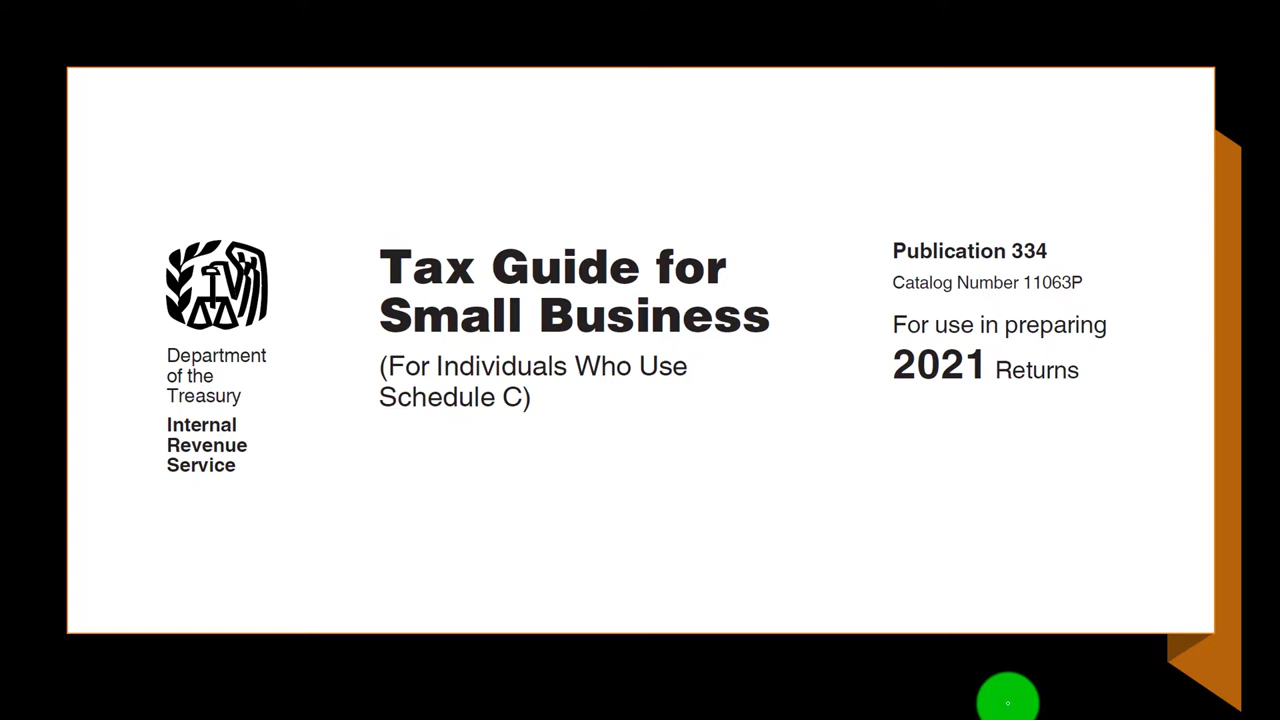 Department
of the
Treasury
Internal
Revenue
Service
Tax Guide for
Small Business
(For Individuals Who Use
Schedule C)
Publication 334
Catalog Number 11063P
For use in preparing
2021 Returns